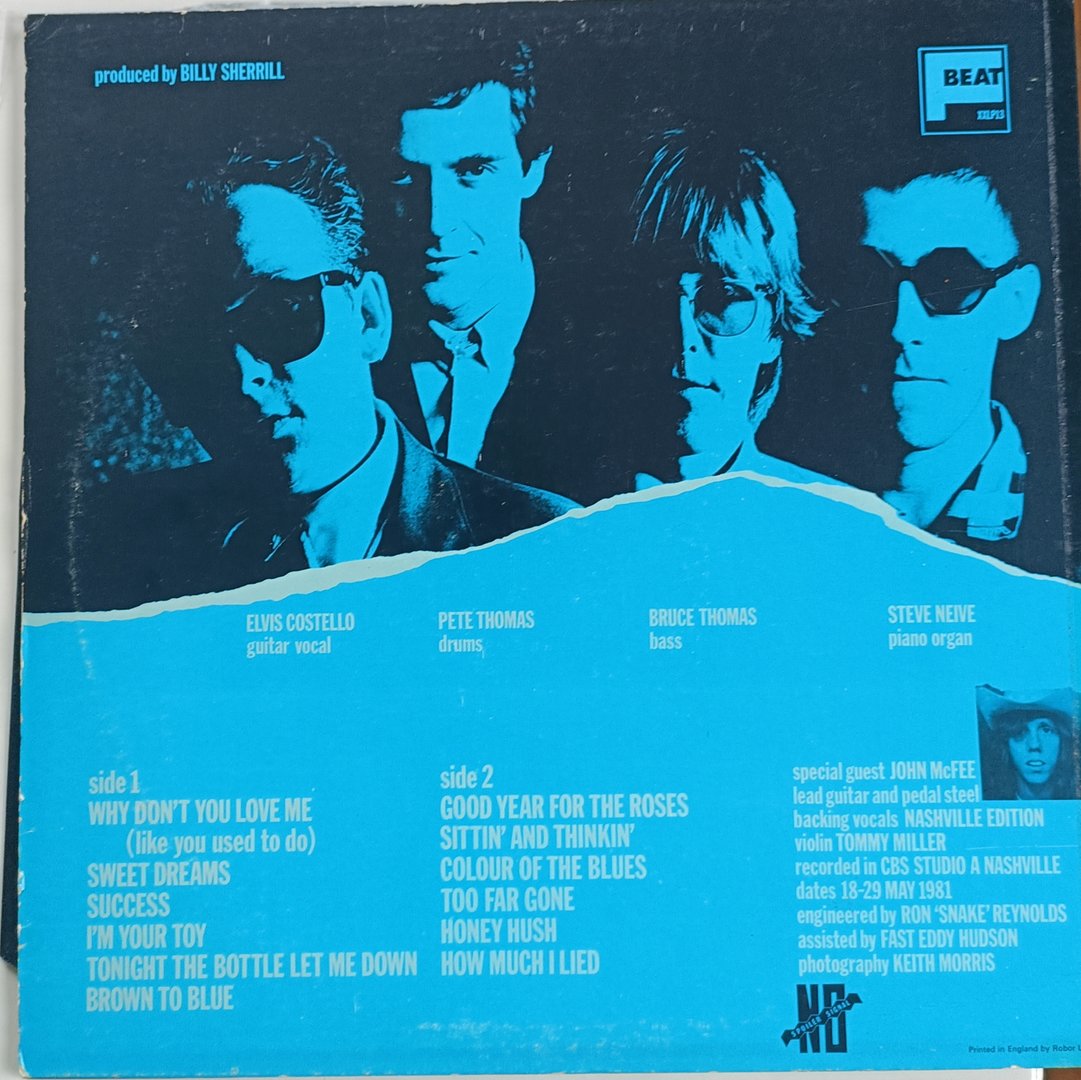 produced by BILLY SHERRILL
F BEAT
XXLP13
ELVIS COSTELLO
guitar vocal
PETE THOMAS
drums
BRUCE THOMAS
bass
STEVE NEIVE
piano organ
side 1
WHY DON'T YOU LOVE ME
(like you used to do)
SWEET DREAMS
SUCCESS
I'M YOUR TOY
TONIGHT THE BOTTLE LET ME DOWN
BROWN TO BLUE
side 2
GOOD YEAR FOR THE ROSES
SITTIN' AND THINKIN'
COLOUR OF THE BLUES
TOO FAR GONE
HONEY HUSH
HOW MUCH I LIED
special guest JOHN McFEE
lead guitar and pedal steel
backing vocals NASHVILLE EDITION
violin TOMMY MILLER
recorded in CBS STUDIO A NASHVILLE
dates 18-29 MAY 1981
engineered by RON 'SNAKE' REYNOLDS
assisted by FAST EDDY HUDSON
photography KEITH MORRIS
NO
SPOILER SIGNAL
Printed in England by Robor L